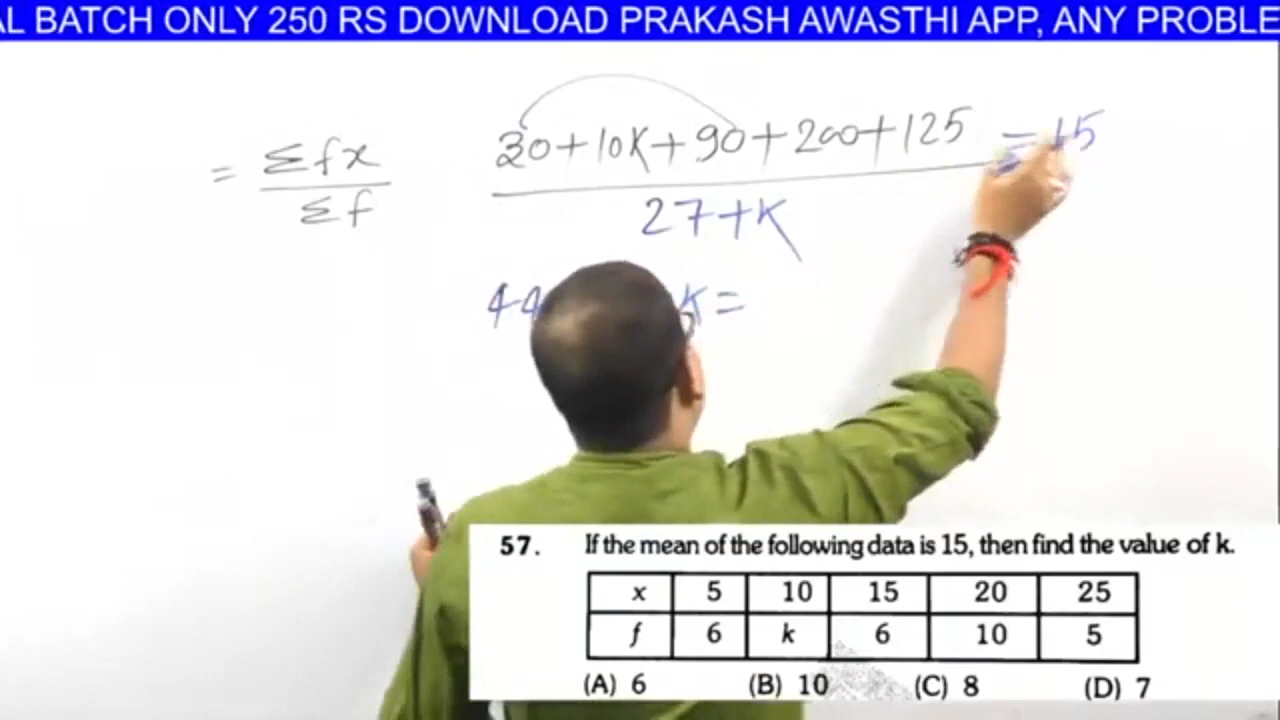 AL BATCH ONLY 250 RS DOWNLOAD PRAKASH AWASTHI APP, ANY PROBLE
= Σfx / Σf
30+10K+90+200+125 = 15
27+K
44 K =
57. If the mean of the following data is 15, then find the value of k.
x 5 10 15 20 25
f 6 k 6 10 5
(A) 6 (B) 10 (C) 8 (D) 7